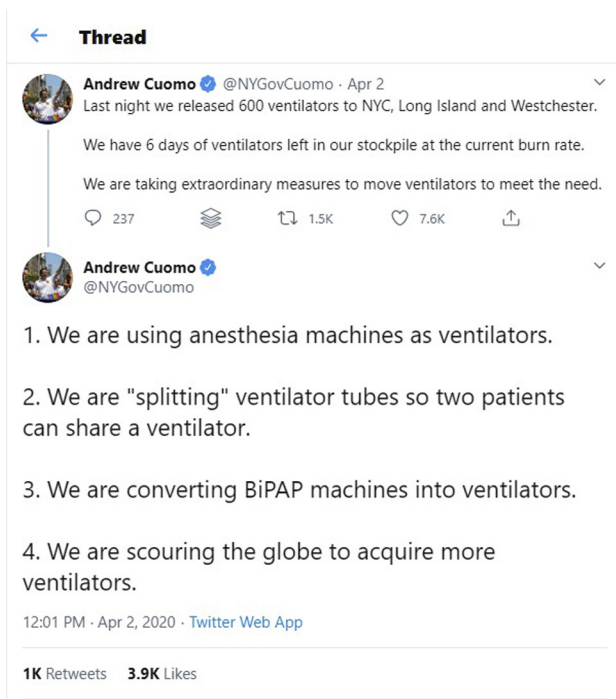 Thread
Andrew Cuomo @NYGovCuomo · Apr 2
Last night we released 600 ventilators to NYC, Long Island and Westchester.
We have 6 days of ventilators left in our stockpile at the current burn rate.
We are taking extraordinary measures to move ventilators to meet the need.
237 1.5K 7.6K
Andrew Cuomo
@NYGovCuomo
1. We are using anesthesia machines as ventilators.
2. We are "splitting" ventilator tubes so two patients
can share a ventilator.
3. We are converting BiPAP machines into ventilators.
4. We are scouring the globe to acquire more
ventilators.
12:01 PM · Apr 2, 2020 · Twitter Web App
1K Retweets 3.9K Likes